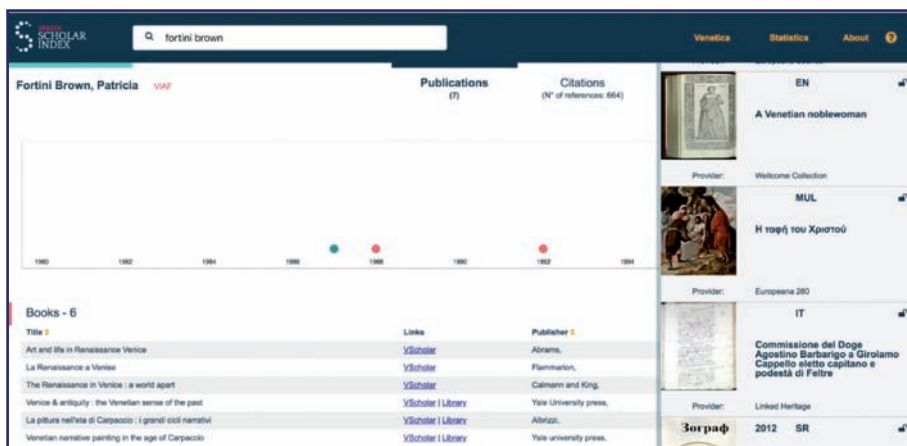 VENICE
SCHOLAR
INDEX
fortini brown
Venetica
Statistics
About
?
Fortini Brown, Patricia VIAF
Publications
(7)
Citations
(N° of references: 664)
1980 1982 1984 1986 1988 1990 1992 1994
Books - 6
Title Links Publisher
Art and life in Renaissance Venice VScholar Abrams,
La Renaissance a Venise VScholar Flammarion,
The Renaissance in Venice : a world apart VScholar Calmann and King,
Venice & antiquity : the Venetian sense of the past VScholar | Library Yale University press,
La pittura nell'eta di Carpaccio : i grandi cicli narrativi VScholar | Library Albrizzi,
Venetian narrative painting in the age of Carpaccio VScholar | Library Yale university press,
EN
A Venetian noblewoman
Provider: Wellcome Collection
MUL
Η ταφή του Χριστού
Provider: Europeana 280
IT
Commissione del Doge
Agostino Barbarigo a Girolamo
Cappello eletto capitano e
podestà di Feltre
Provider: Linked Heritage
Зограф 2012 SR